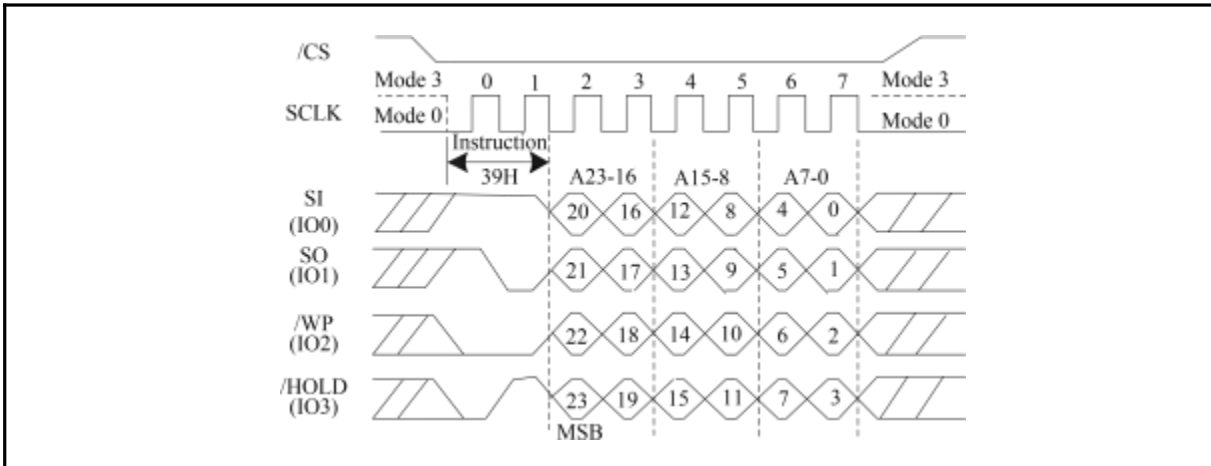 /CS
Mode 3 0 1 2 3 4 5 6 7 Mode 3
SCLK Mode 0 Mode 0
Instruction
39H A23-16 A15-8 A7-0
SI
(IO0) 20 16 12 8 4 0
SO
(IO1) 21 17 13 9 5 1
/WP
(IO2) 22 18 14 10 6 2
/HOLD
(IO3) 23 19 15 11 7 3
MSB